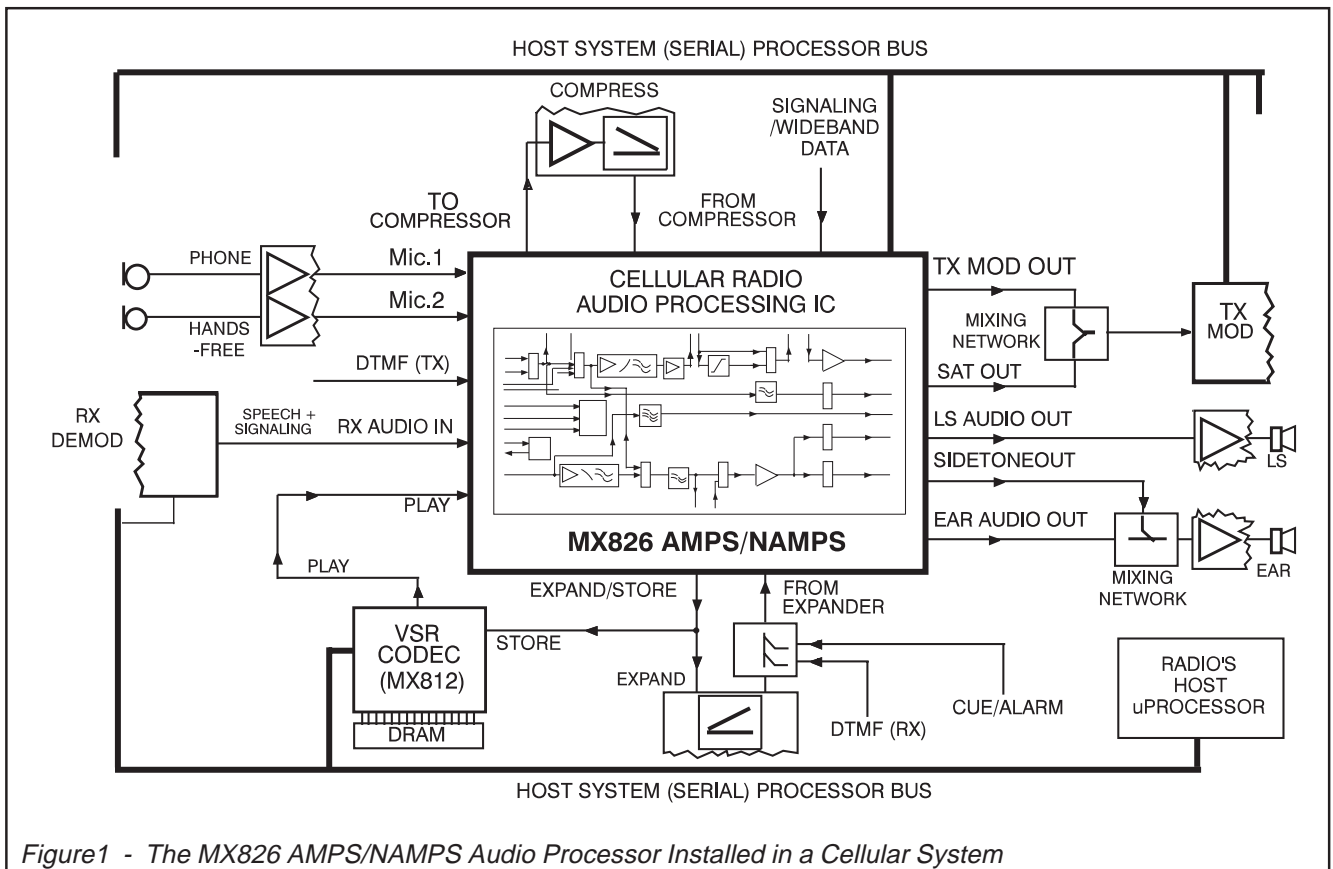 HOST SYSTEM (SERIAL) PROCESSOR BUS
COMPRESS
SIGNALING
/WIDEBAND
DATA
TO
COMPRESSOR
FROM
COMPRESSOR
PHONE
Mic.1
Mic.2
HANDS
-FREE
DTMF (TX)
RX
DEMOD
SPEECH +
SIGNALING
RX AUDIO IN
PLAY
PLAY
CELLULAR RADIO
AUDIO PROCESSING IC
MX826 AMPS/NAMPS
TX MOD OUT
MIXING
NETWORK
TX
MOD
SAT OUT
LS AUDIO OUT
LS
SIDETONEOUT
EAR AUDIO OUT
EAR
MIXING
NETWORK
EXPAND/STORE
FROM
EXPANDER
VSR
CODEC
(MX812)
STORE
DRAM
EXPAND
DTMF (RX)
CUE/ALARM
RADIO'S
HOST
uPROCESSOR
HOST SYSTEM (SERIAL) PROCESSOR BUS
Figure1 - The MX826 AMPS/NAMPS Audio Processor Installed in a Cellular System